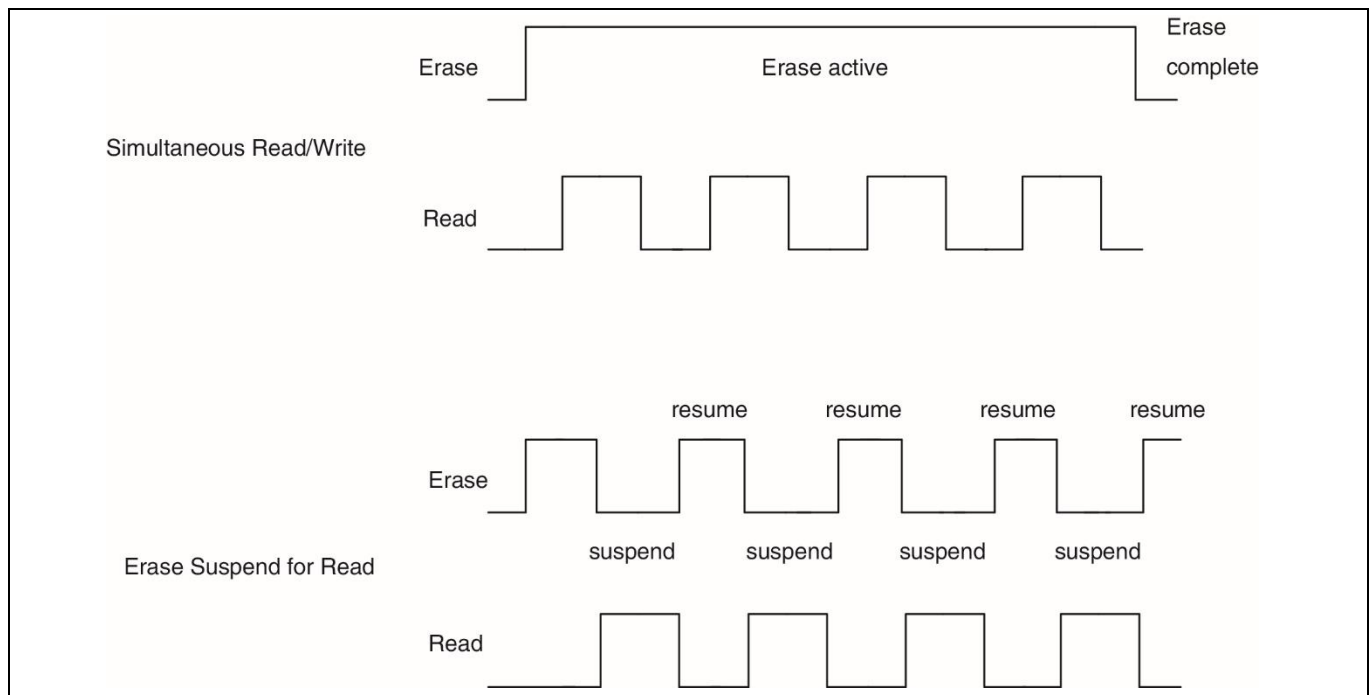 Erase
Erase
Erase active
complete
Simultaneous Read/Write
Read
resume resume resume resume
Erase
suspend suspend suspend suspend
Erase Suspend for Read
Read